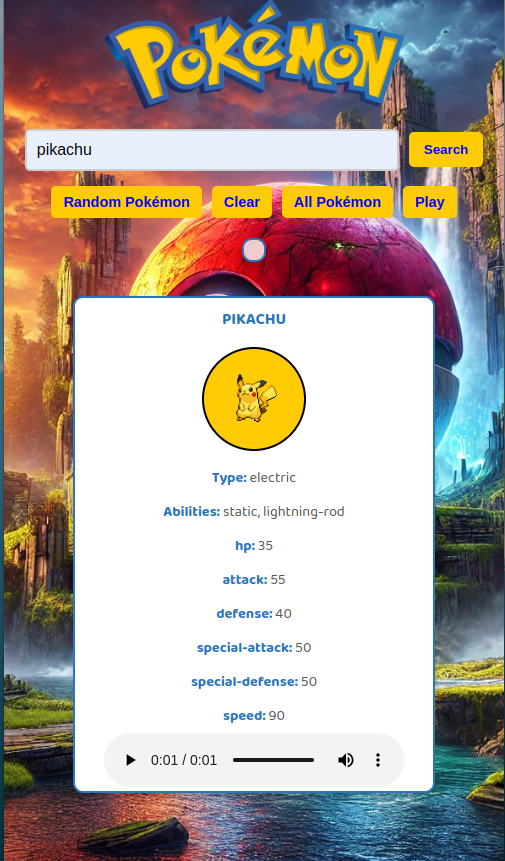 POKéMON
pikachu
Search
Random Pokémon
Clear
All Pokémon
Play
PIKACHU
Type: electric
Abilities: static, lightning-rod
hp: 35
attack: 55
defense: 40
special-attack: 50
special-defense: 50
speed: 90
0:01 / 0:01